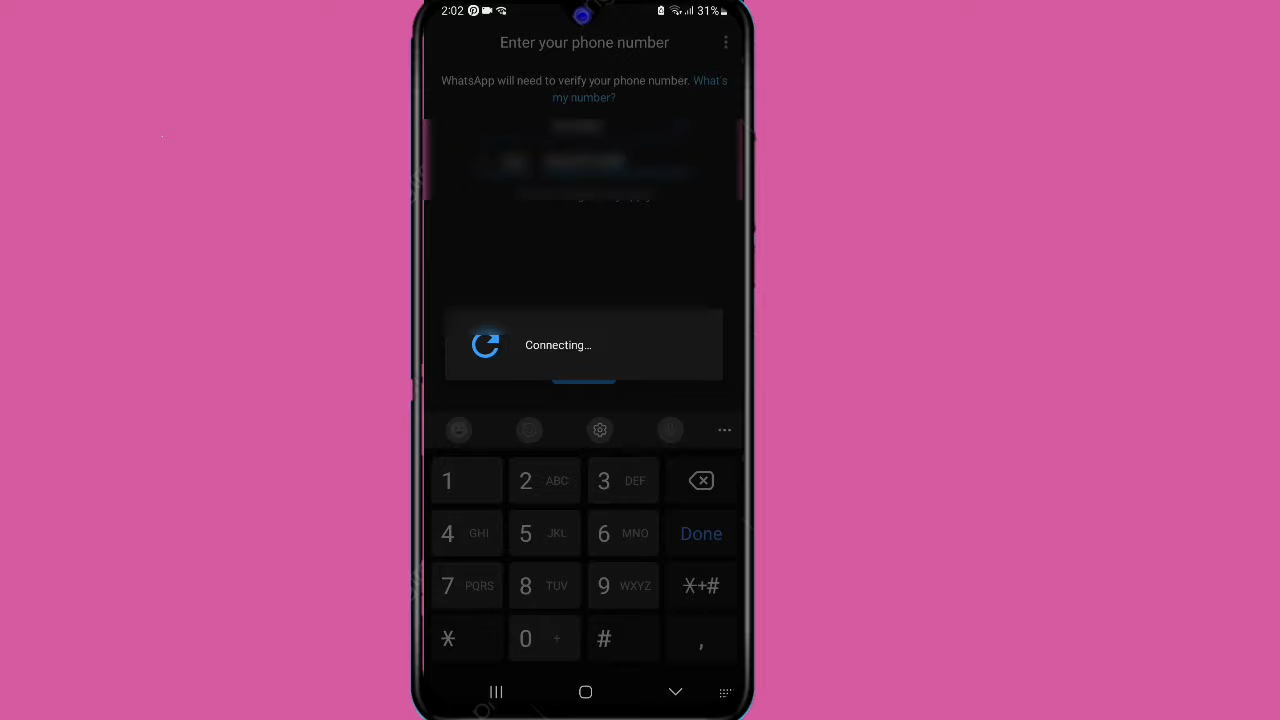 2:02 31%
Enter your phone number
WhatsApp will need to verify your phone number. What's
my number?
Connecting...
1 2 ABC 3 DEF
4 GHI 5 JKL 6 MNO Done
7 PQRS 8 TUV 9 WXYZ *+#
* 0 + # ,